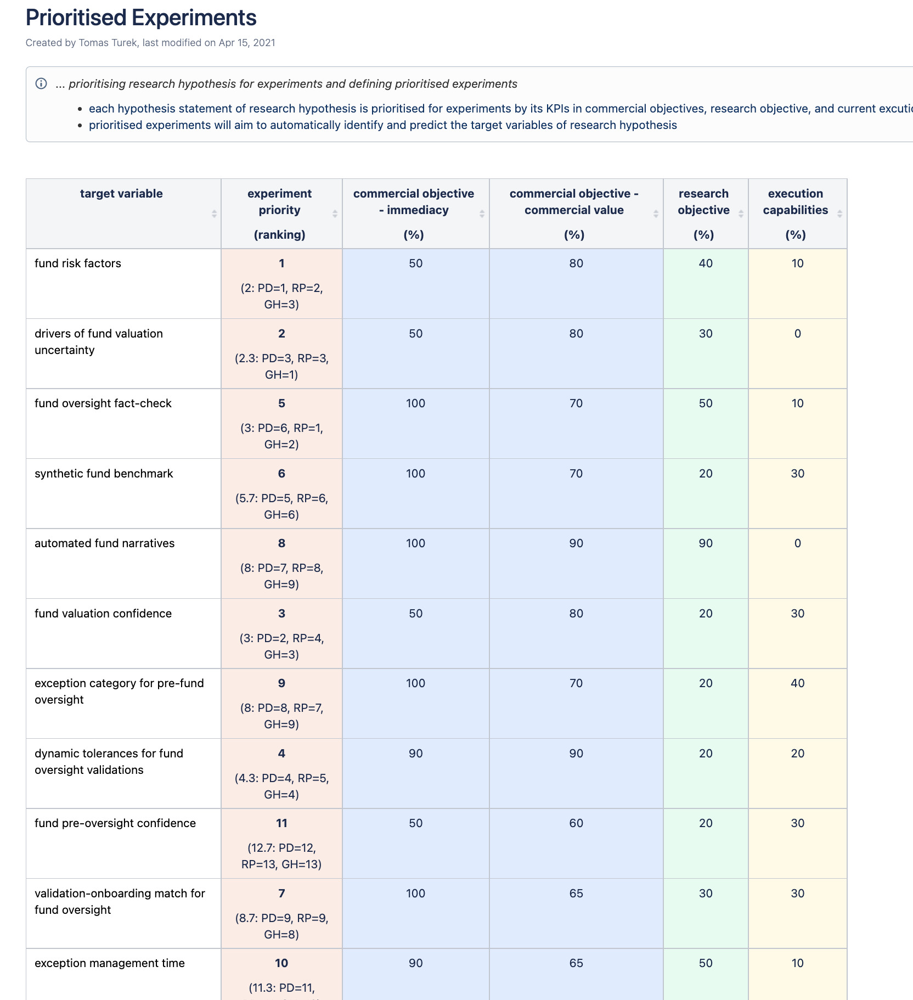 Prioritised Experiments
Created by Tomas Turek, last modified on Apr 15, 2021
... prioritising research hypothesis for experiments and defining prioritised experiments
• each hypothesis statement of research hypothesis is prioritised for experiments by its KPIs in commercial objectives, research objective, and current excutio
• prioritised experiments will aim to automatically identify and predict the target variables of research hypothesis
target variable
experiment
priority
(ranking)
commercial objective
- immediacy
(%)
commercial objective -
commercial value
(%)
research
objective
(%)
execution
capabilities
(%)
fund risk factors
1
(2: PD=1, RP=2,
GH=3)
50
80
40
10
drivers of fund valuation
uncertainty
2
(2.3: PD=3, RP=3,
GH=1)
50
80
30
0
fund oversight fact-check
5
(3: PD=6, RP=1,
GH=2)
100
70
50
10
synthetic fund benchmark
6
(5.7: PD=5, RP=6,
GH=6)
100
70
20
30
automated fund narratives
8
(8: PD=7, RP=8,
GH=9)
100
90
90
0
fund valuation confidence
3
(3: PD=2, RP=4,
GH=3)
50
80
20
30
exception category for pre-fund
oversight
9
(8: PD=8, RP=7,
GH=9)
100
70
20
40
dynamic tolerances for fund
oversight validations
4
(4.3: PD=4, RP=5,
GH=4)
90
90
20
20
fund pre-oversight confidence
11
(12.7: PD=12,
RP=13, GH=13)
50
60
20
30
validation-onboarding match for
fund oversight
7
(8.7: PD=9, RP=9,
GH=8)
100
65
30
30
exception management time
10
(11.3: PD=11,
90
65
50
10